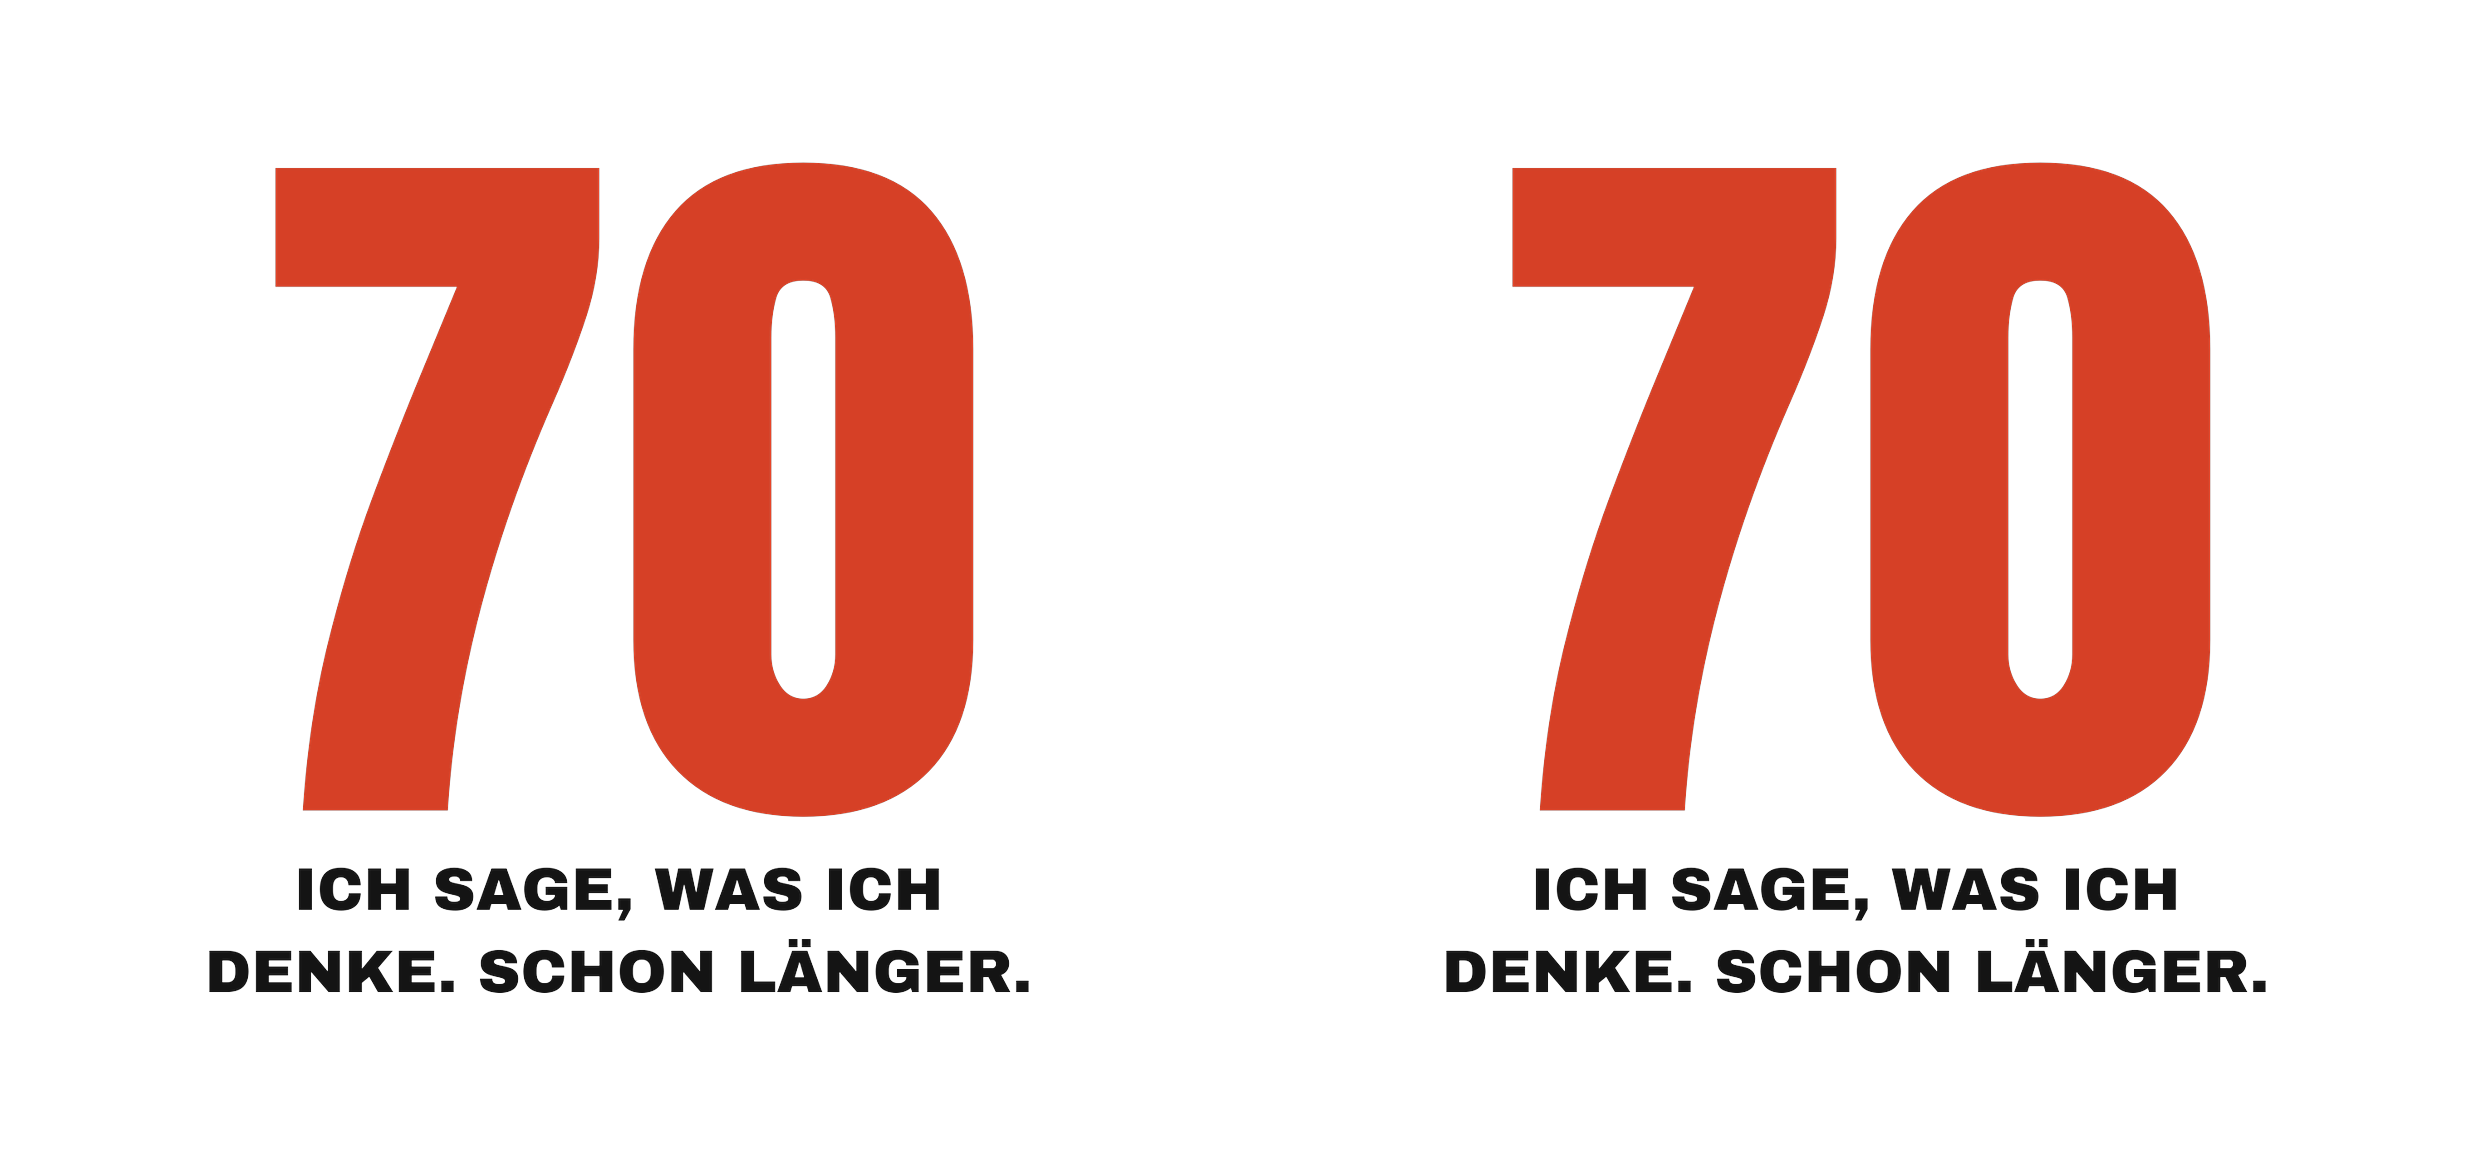 70
ICH SAGE, WAS ICH
DENKE. SCHON LÄNGER.
70
ICH SAGE, WAS ICH
DENKE. SCHON LÄNGER.